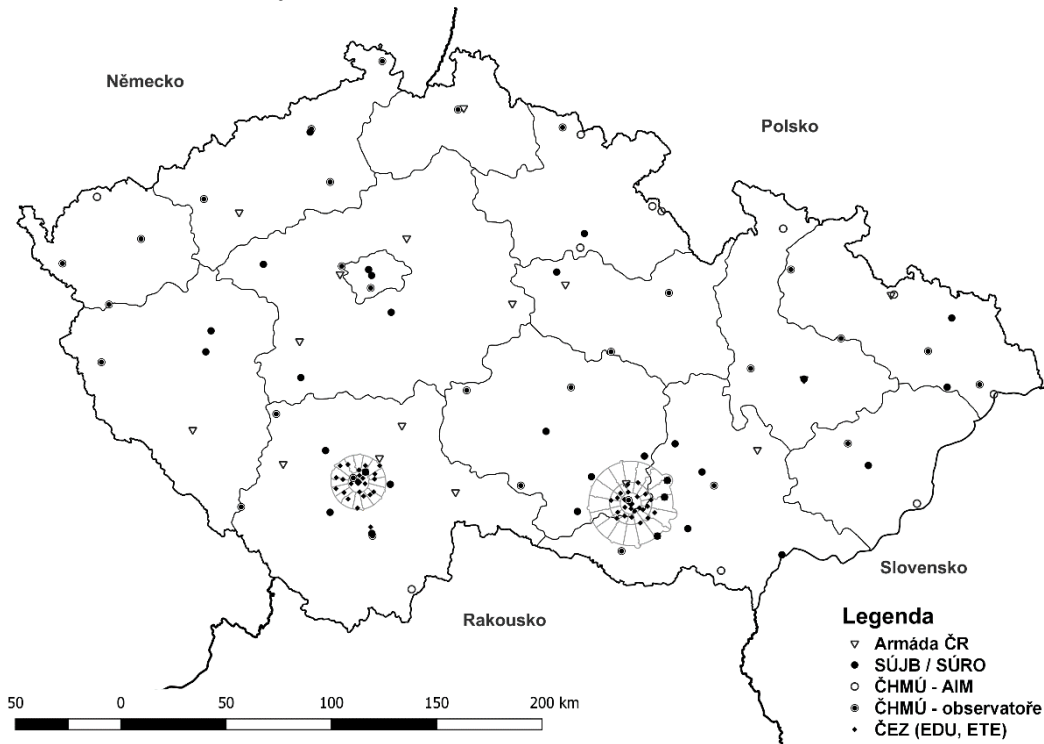 Německo
Polsko
Slovensko
Rakousko
Legenda
Armáda ČR
SÚJB / SÚRO
ČHMÚ - AIM
ČHMÚ - observatoře
ČEZ (EDU, ETE)
50 0 50 100 150 200 km